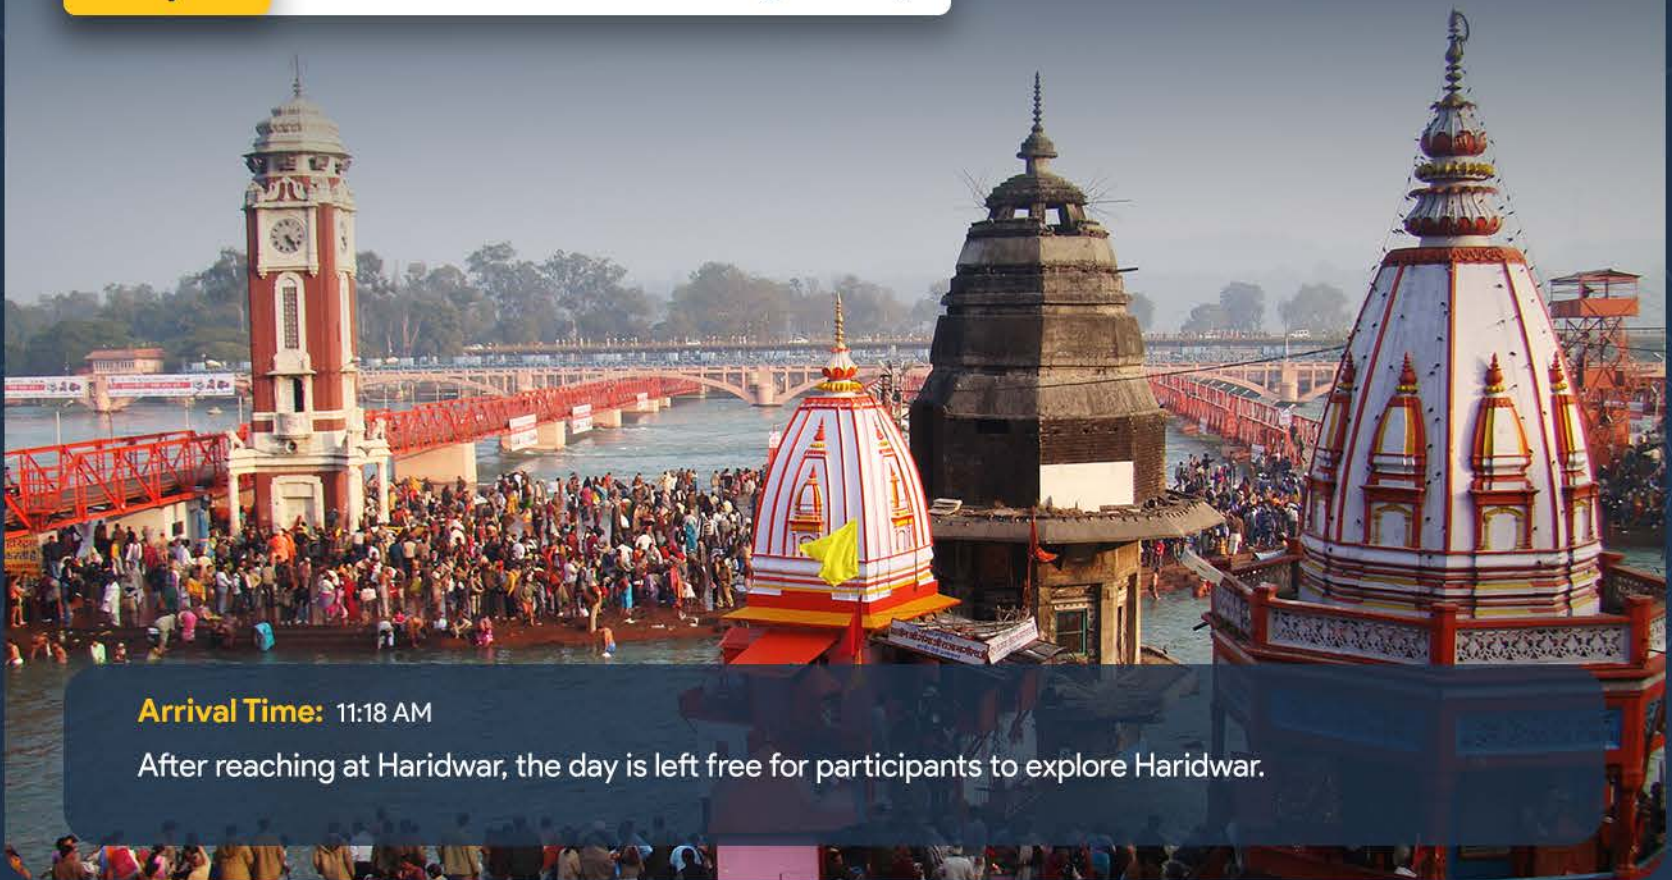 Arrival Time: 11:18 AM
After reaching at Haridwar, the day is left free for participants to explore Haridwar.